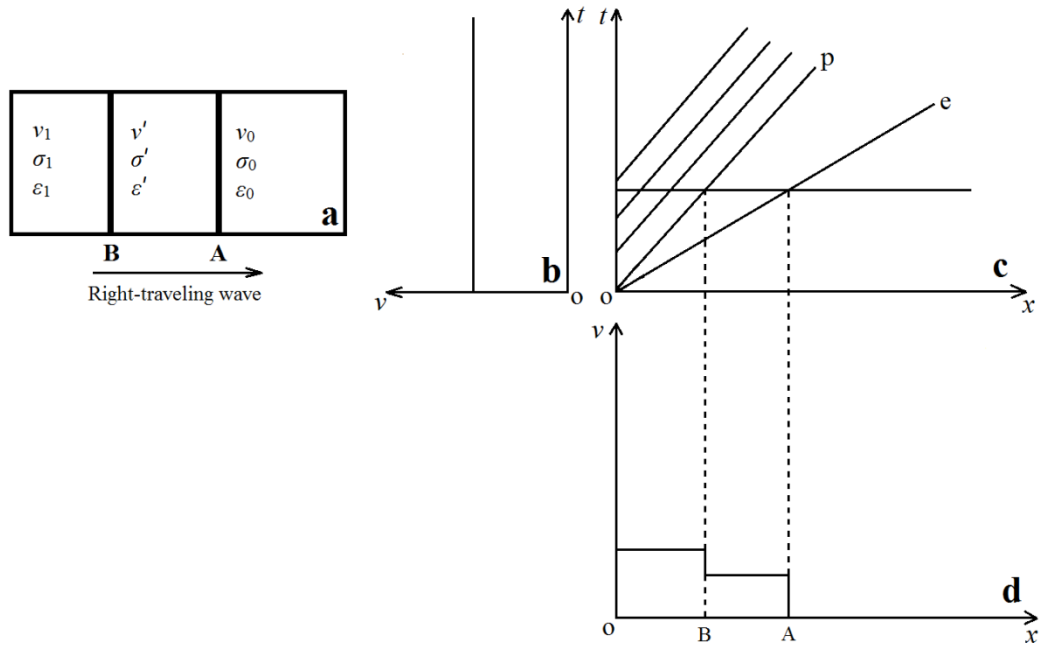 v₁ v′ v₀
σ₁ σ′ σ₀
ε₁ ε′ ε₀
a
B A
Right-traveling wave
t
b
v o
t
p
e
c
o x
v
d
o B A x